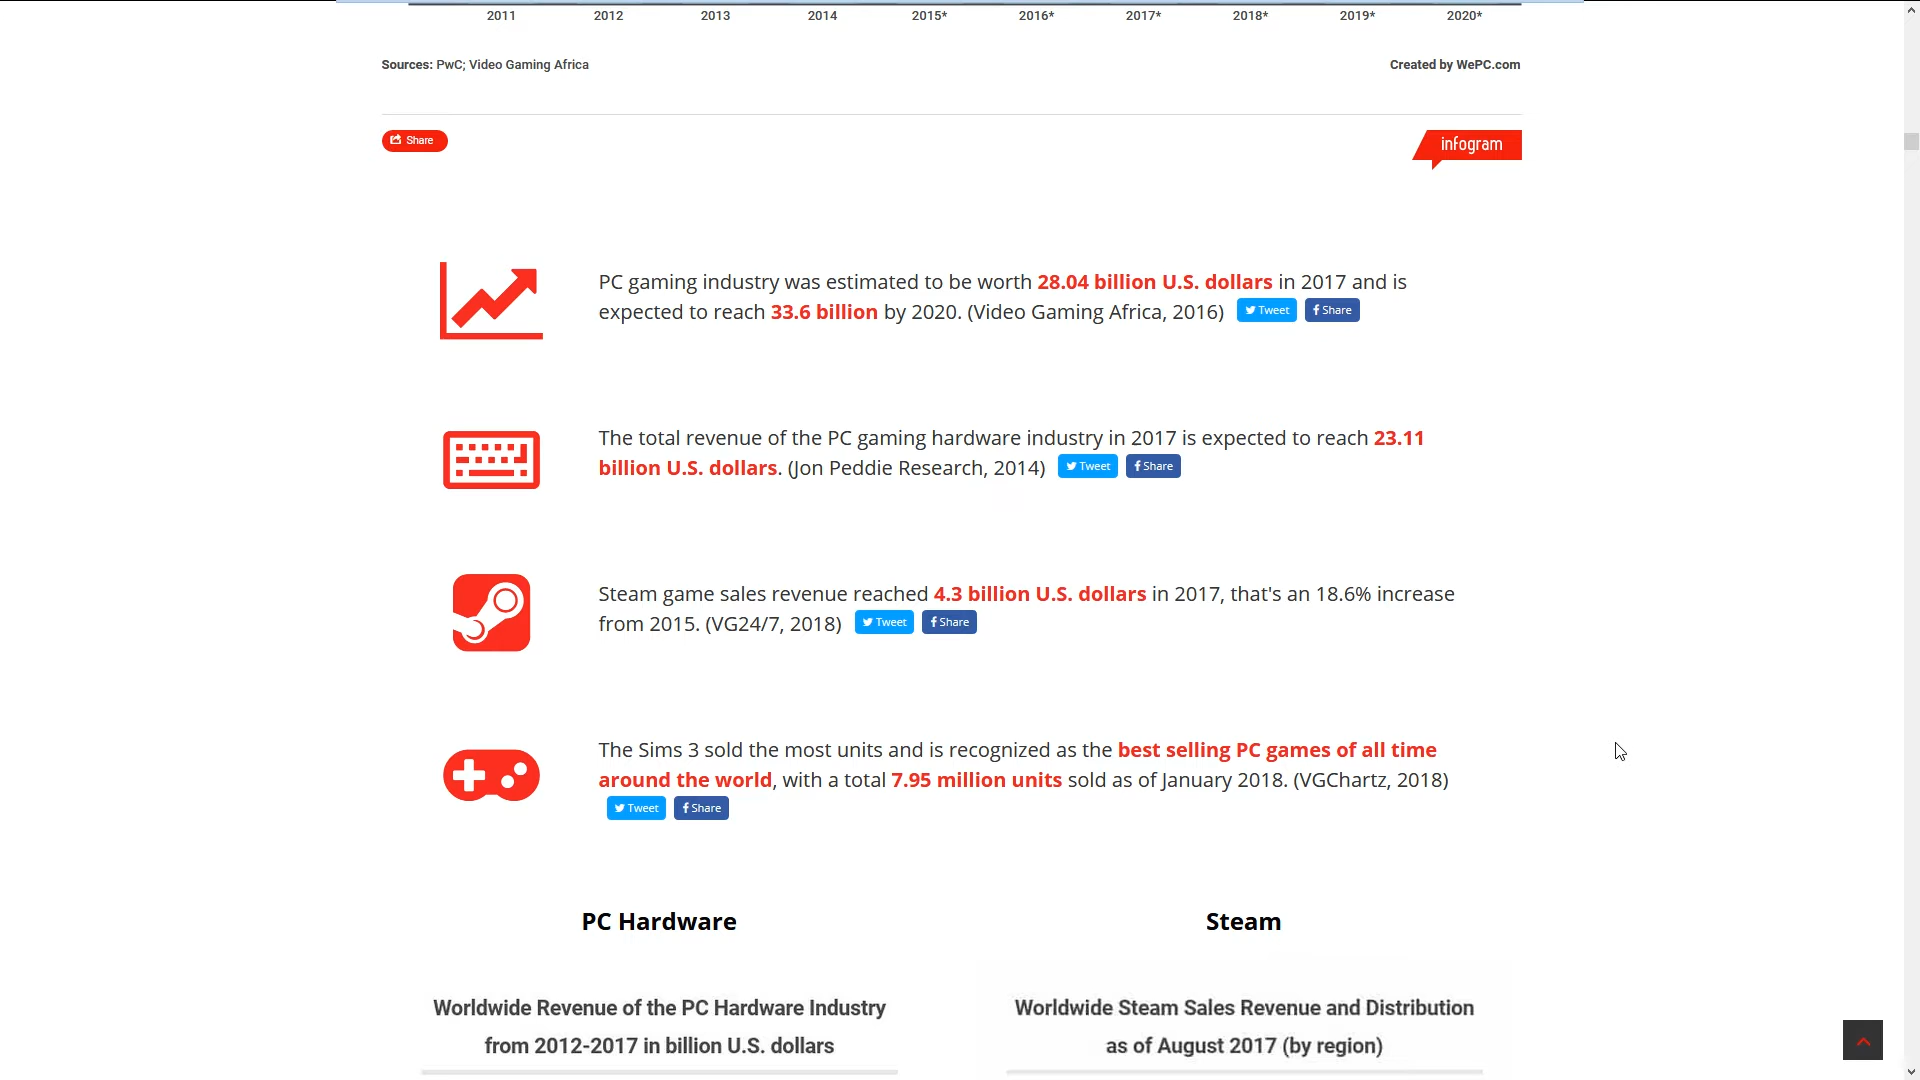 2011 2012 2013 2014 2015* 2016* 2017* 2018* 2019* 2020*
Sources: PwC; Video Gaming Africa
Created by WePC.com
Share
infogram
PC gaming industry was estimated to be worth 28.04 billion U.S. dollars in 2017 and is
expected to reach 33.6 billion by 2020. (Video Gaming Africa, 2016) Tweet Share
The total revenue of the PC gaming hardware industry in 2017 is expected to reach 23.11
billion U.S. dollars. (Jon Peddie Research, 2014) Tweet Share
Steam game sales revenue reached 4.3 billion U.S. dollars in 2017, that's an 18.6% increase
from 2015. (VG24/7, 2018) Tweet Share
The Sims 3 sold the most units and is recognized as the best selling PC games of all time
around the world, with a total 7.95 million units sold as of January 2018. (VGChartz, 2018)
Tweet Share
PC Hardware
Worldwide Revenue of the PC Hardware Industry
from 2012-2017 in billion U.S. dollars
Steam
Worldwide Steam Sales Revenue and Distribution
as of August 2017 (by region)